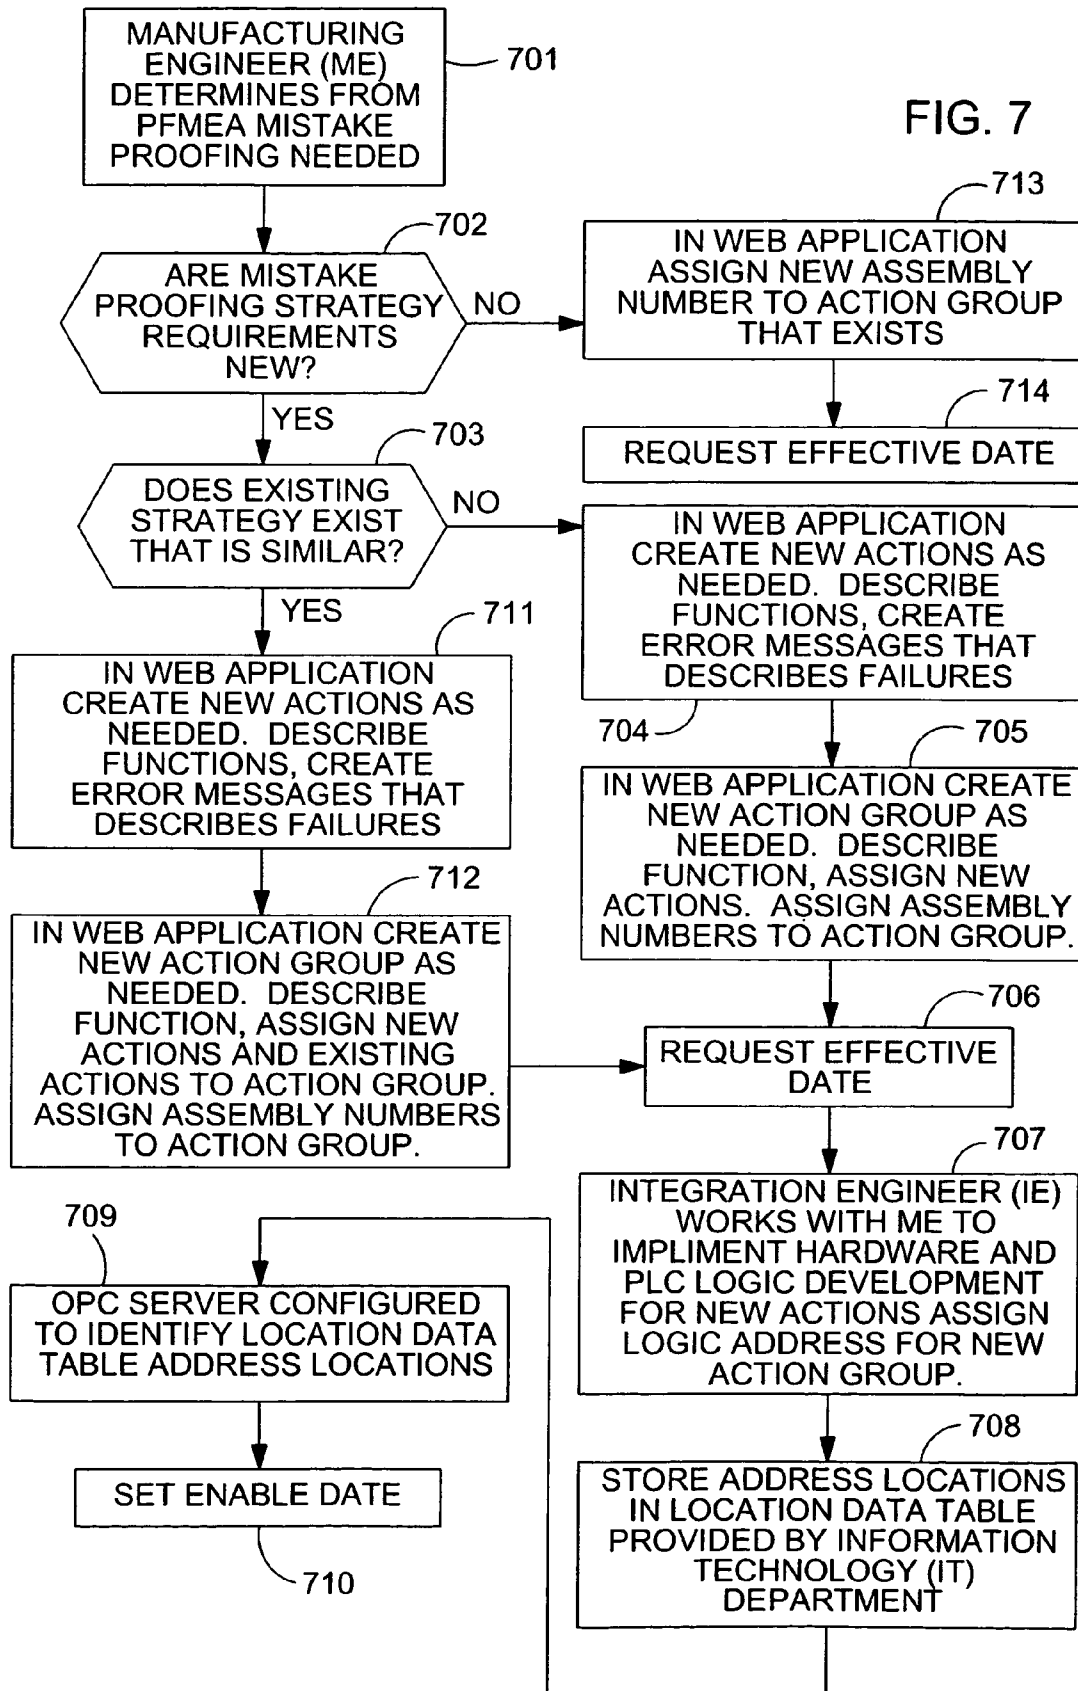 MANUFACTURING
ENGINEER (ME)
DETERMINES FROM
PFMEA MISTAKE
PROOFING NEEDED
701
FIG. 7
702
ARE MISTAKE
PROOFING STRATEGY
REQUIREMENTS
NEW?
NO
YES
713
IN WEB APPLICATION
ASSIGN NEW ASSEMBLY
NUMBER TO ACTION GROUP
THAT EXISTS
714
REQUEST EFFECTIVE DATE
703
DOES EXISTING
STRATEGY EXIST
THAT IS SIMILAR?
NO
YES
IN WEB APPLICATION
CREATE NEW ACTIONS AS
NEEDED. DESCRIBE
FUNCTIONS, CREATE
ERROR MESSAGES THAT
DESCRIBES FAILURES
704
711
IN WEB APPLICATION
CREATE NEW ACTIONS AS
NEEDED. DESCRIBE
FUNCTIONS, CREATE
ERROR MESSAGES THAT
DESCRIBES FAILURES
705
IN WEB APPLICATION CREATE
NEW ACTION GROUP AS
NEEDED. DESCRIBE
FUNCTION, ASSIGN NEW
ACTIONS. ASSIGN ASSEMBLY
NUMBERS TO ACTION GROUP.
712
IN WEB APPLICATION CREATE
NEW ACTION GROUP AS
NEEDED. DESCRIBE
FUNCTION, ASSIGN NEW
ACTIONS AND EXISTING
ACTIONS TO ACTION GROUP.
ASSIGN ASSEMBLY NUMBERS
TO ACTION GROUP.
706
REQUEST EFFECTIVE
DATE
707
INTEGRATION ENGINEER (IE)
WORKS WITH ME TO
IMPLIMENT HARDWARE AND
PLC LOGIC DEVELOPMENT
FOR NEW ACTIONS ASSIGN
LOGIC ADDRESS FOR NEW
ACTION GROUP.
708
STORE ADDRESS LOCATIONS
IN LOCATION DATA TABLE
PROVIDED BY INFORMATION
TECHNOLOGY (IT)
DEPARTMENT
709
OPC SERVER CONFIGURED
TO IDENTIFY LOCATION DATA
TABLE ADDRESS LOCATIONS
SET ENABLE DATE
710